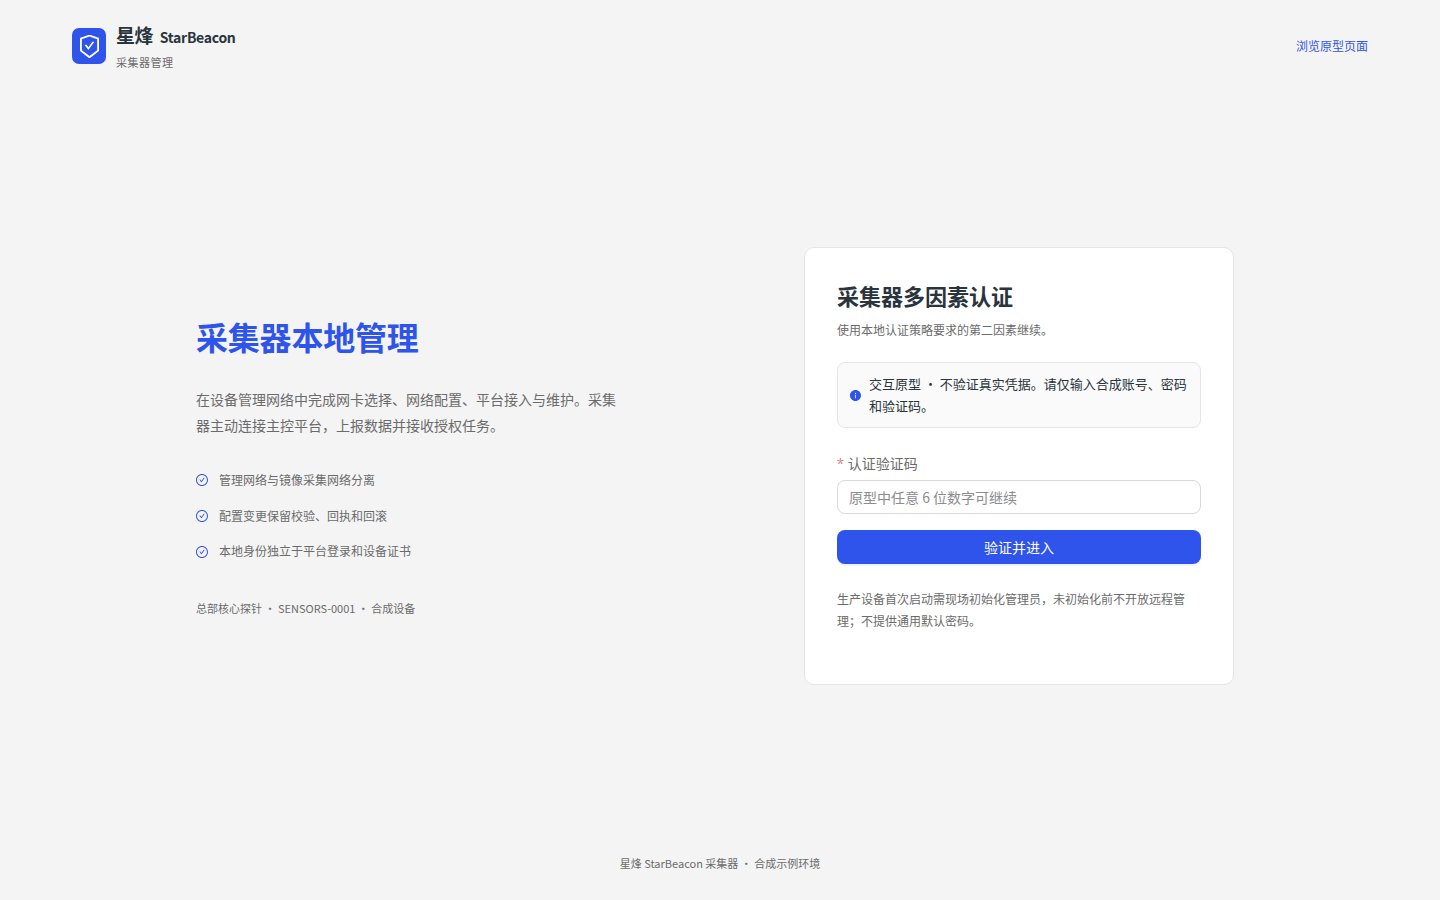 星烽 StarBeacon
采集器管理
浏览原型页面
采集器本地管理
在设备管理网络中完成网卡选择、网络配置、平台接入与维护。采集
器主动连接主控平台，上报数据并接收授权任务。
管理网络与镜像采集网络分离
配置变更保留校验、回执和回滚
本地身份独立于平台登录和设备证书
总部核心探针 · SENSORS-0001 · 合成设备
采集器多因素认证
使用本地认证策略要求的第二因素继续。
交互原型 · 不验证真实凭据。请仅输入合成账号、密码
和验证码。
* 认证验证码
原型中任意 6 位数字可继续
验证并进入
生产设备首次启动需现场初始化管理员，未初始化前不开放远程管
理；不提供通用默认密码。
星烽 StarBeacon 采集器 · 合成示例环境